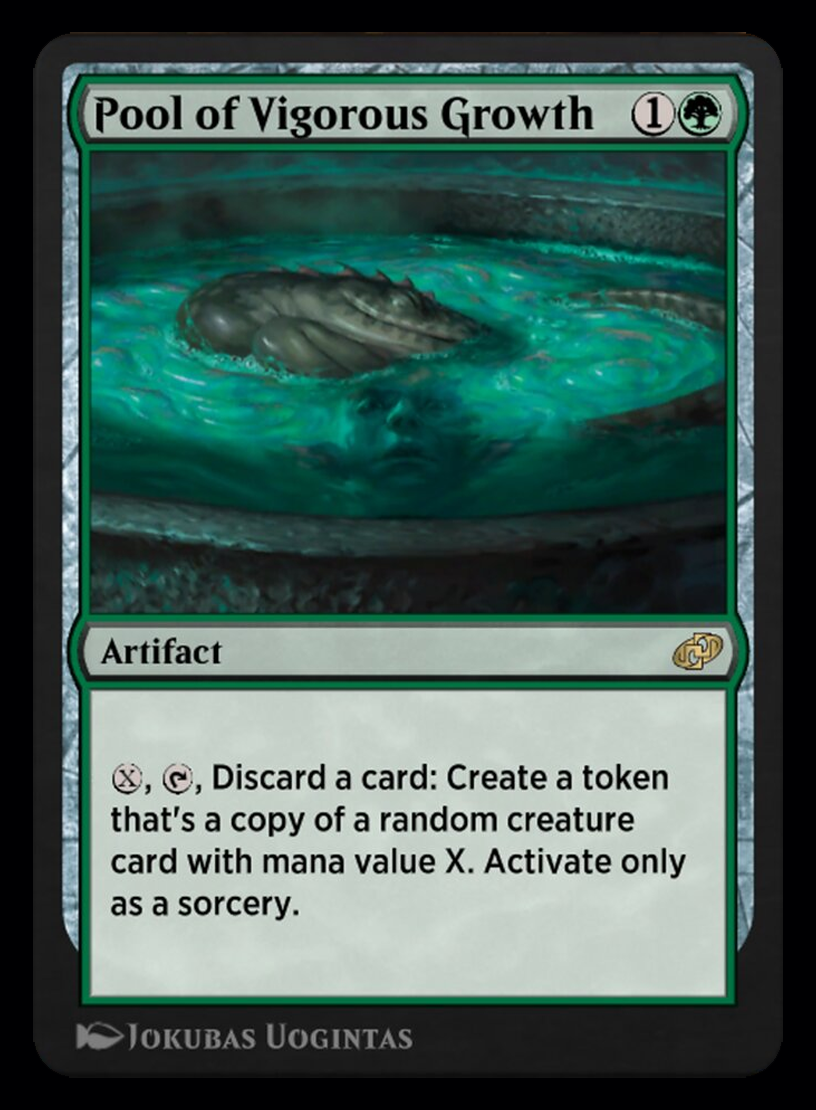 Pool of Vigorous Growth 1
Artifact
X, , Discard a card: Create a token
that's a copy of a random creature
card with mana value X. Activate only
as a sorcery.
Jokubas Uogintas